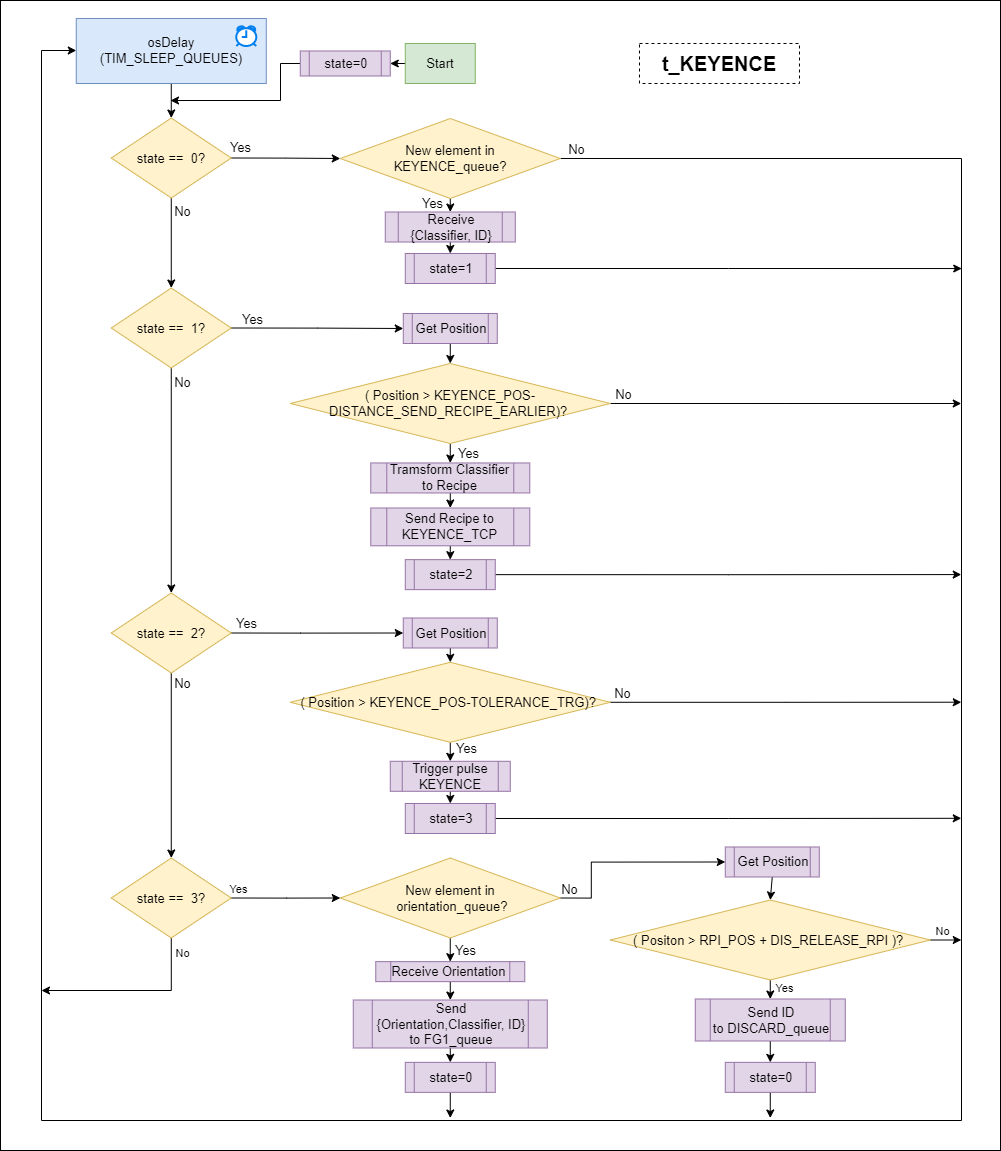 osDelay
(TIM_SLEEP_QUEUES)
state=0
Start
t_KEYENCE
state == 0?
Yes
New element in
KEYENCE_queue?
No
No
Yes
Receive
{Classifier, ID}
state=1
state == 1?
Yes
Get Position
No
( Position > KEYENCE_POS-
DISTANCE_SEND_RECIPE_EARLIER)?
No
Yes
Tramsform Classifier
to Recipe
Send Recipe to
KEYENCE_TCP
state=2
state == 2?
Yes
Get Position
No
( Position > KEYENCE_POS-TOLERANCE_TRG)?
No
Yes
Trigger pulse
KEYENCE
state=3
state == 3?
Yes
New element in
orientation_queue?
No
Get Position
( Positon > RPI_POS + DIS_RELEASE_RPI )?
No
No
Yes
Receive Orientation
Send
{Orientation,Classifier, ID}
to FG1_queue
state=0
Yes
Send ID
to DISCARD_queue
state=0